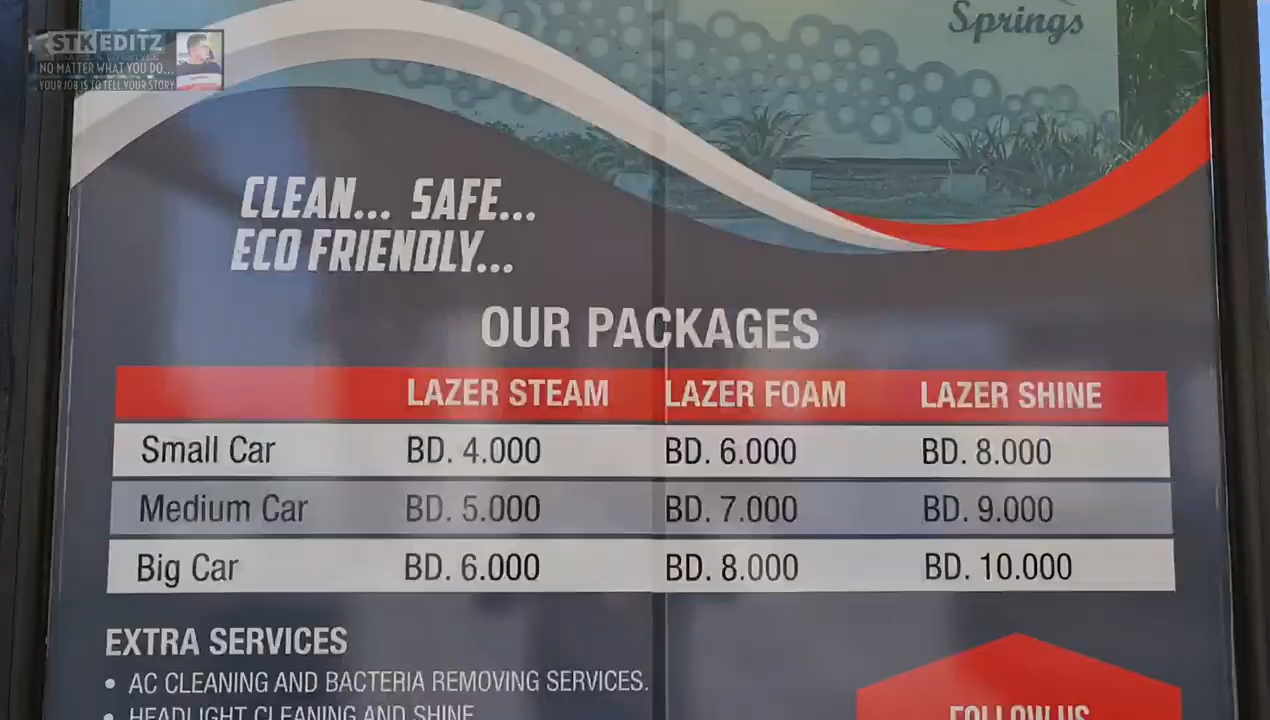 Springs
STK EDITZ
NO MATTER WHAT YOU DO...
YOUR JOB IS TO TELL YOUR STORY
CLEAN... SAFE...
ECO FRIENDLY...
OUR PACKAGES
LAZER STEAM LAZER FOAM LAZER SHINE
Small Car BD. 4.000 BD. 6.000 BD. 8.000
Medium Car BD. 5.000 BD. 7.000 BD. 9.000
Big Car BD. 6.000 BD. 8.000 BD. 10.000
EXTRA SERVICES
• AC CLEANING AND BACTERIA REMOVING SERVICES.
• HEADLIGHT CLEANING AND SHINE
FOLLOW US